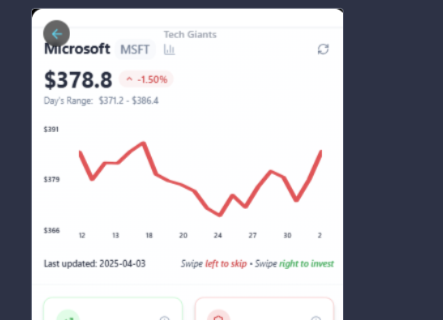 Tech Giants
Microsoft MSFT
$378.8 -1.50%
Day's Range: $371.2 - $386.4
$391
$379
$366
12 13 18 20 24 27 30 2
Last updated: 2025-04-03 Swipe left to skip • Swipe right to invest